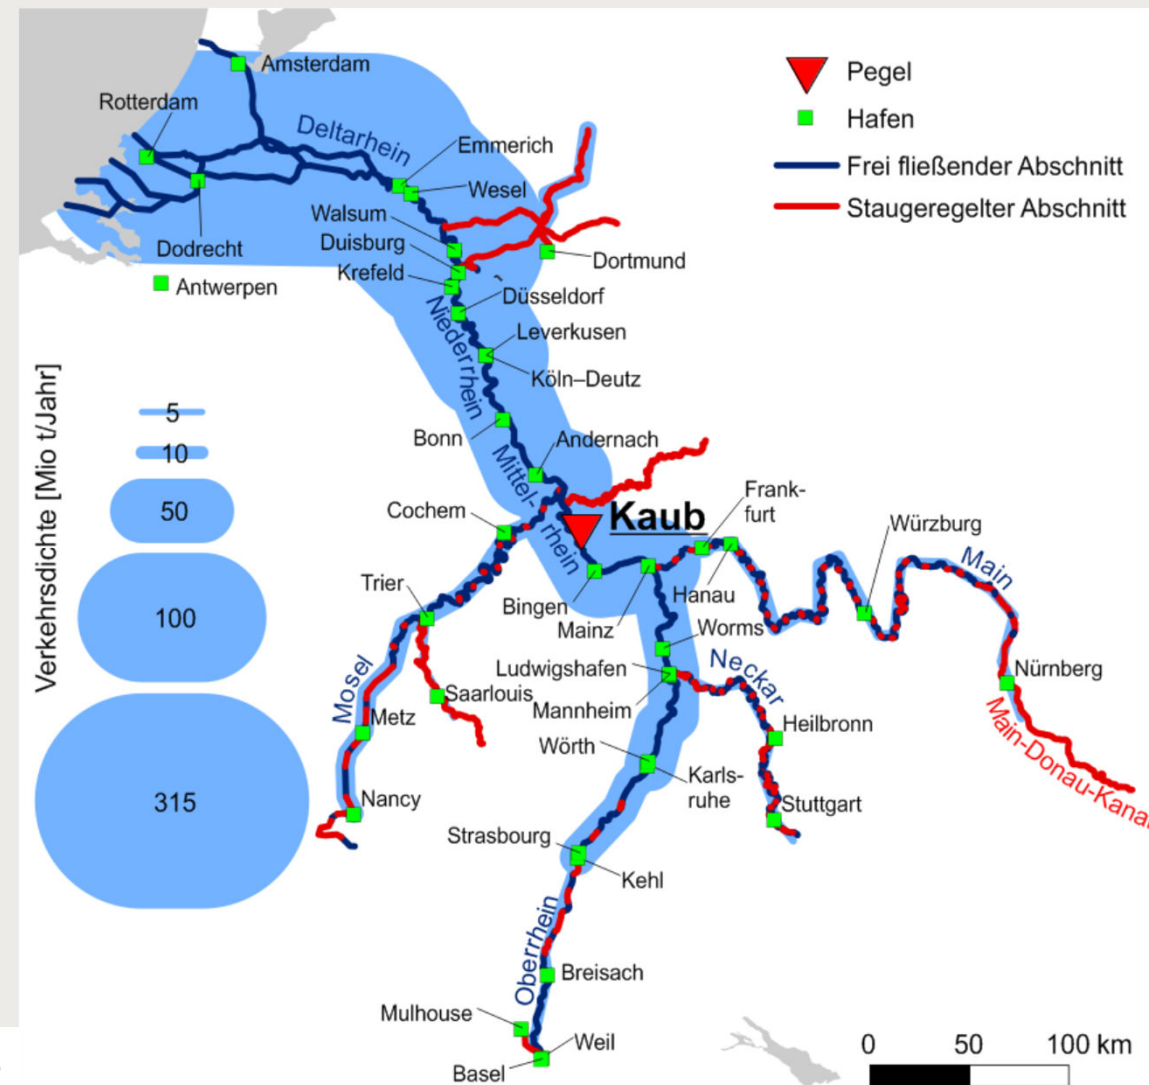 Amsterdam
Rotterdam
Deltarhein
Emmerich
Wesel
Walsum
Duisburg
Krefeld
Dodrecht
Antwerpen
Dortmund
Düsseldorf
Niederrhein
Leverkusen
Köln–Deutz
Bonn
Andernach
Mittel-
rhein
Pegel
Hafen
Frei fließender Abschnitt
Staugeregelter Abschnitt
Verkehrsdichte [Mio t/Jahr]
5
10
50
100
315
Cochem
Kaub
Frank-
furt
Würzburg
Main
Trier
Bingen
Mainz
Hanau
Worms
Ludwigshafen
Neckar
Nürnberg
Mosel
Saarlouis
Mannheim
Metz
Heilbronn
Main-Donau-Kanal
Wörth
Karls-
ruhe
Nancy
Stuttgart
Strasbourg
Kehl
Oberrhein
Breisach
Mulhouse
Weil
Basel
0 50 100 km